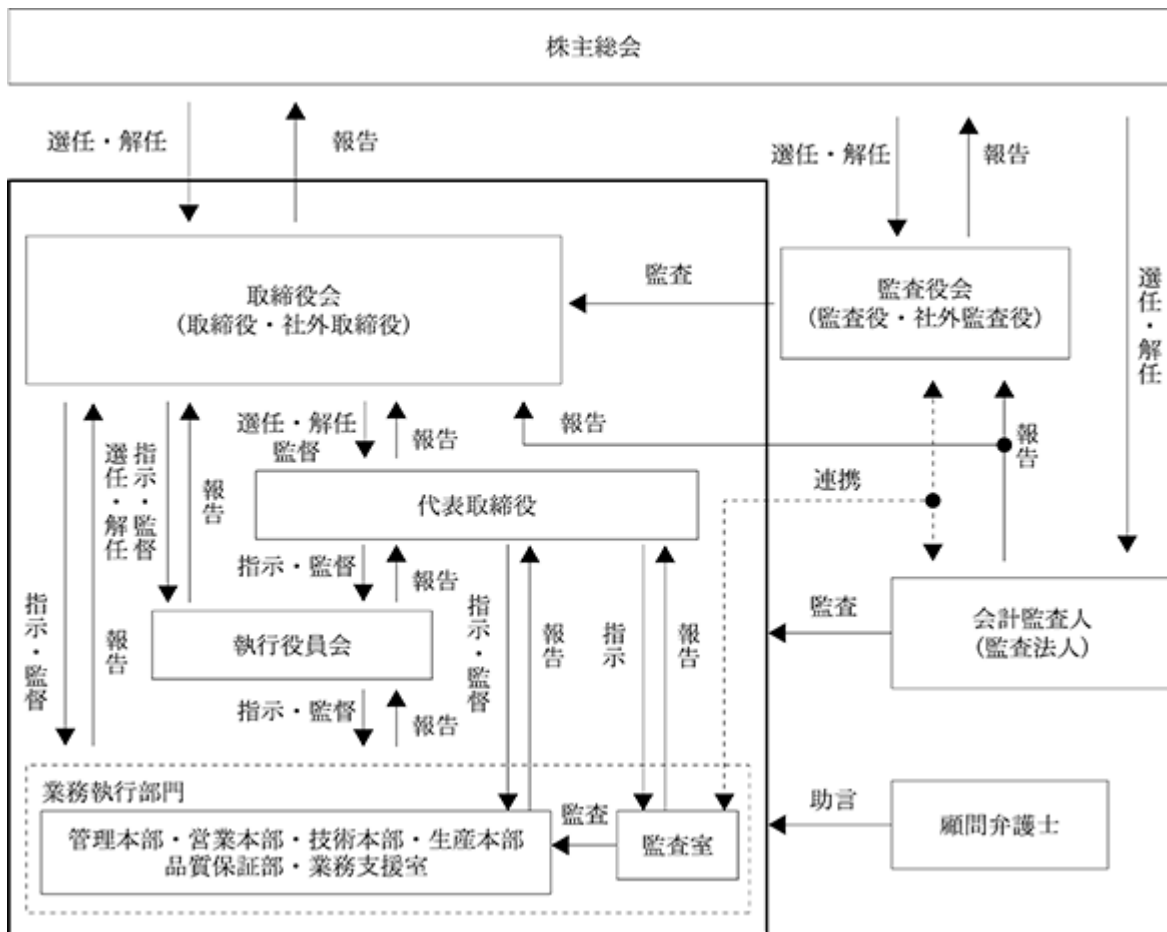 株主総会
選任・解任
報告
選任・解任
報告
選任・解任
取締役会
(取締役・社外取締役)
監査
監査役会
(監査役・社外監査役)
選任・解任
監督
報告
報告
報告
指示・監督
選任・解任
報告
連携
代表取締役
指示・監督
報告
指示・監督
報告
指示・監督
報告
指示
報告
執行役員会
監査
会計監査人
(監査法人)
指示・監督
報告
業務執行部門
管理本部・営業本部・技術本部・生産本部
品質保証部・業務支援室
監査
監査室
助言
顧問弁護士